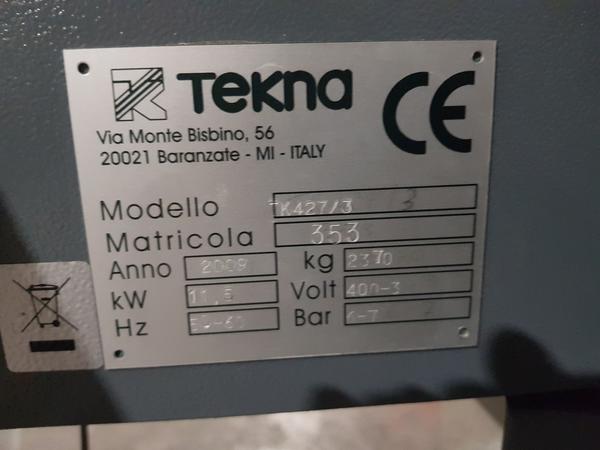 Tekna
CE
Via Monte Bisbino, 56
20021 Baranzate - MI - ITALY
Modello TK427/3
Matricola 353
Anno 2009 kg 2370
kW 11,5 Volt 400-3
Hz 50-60 Bar 6-7